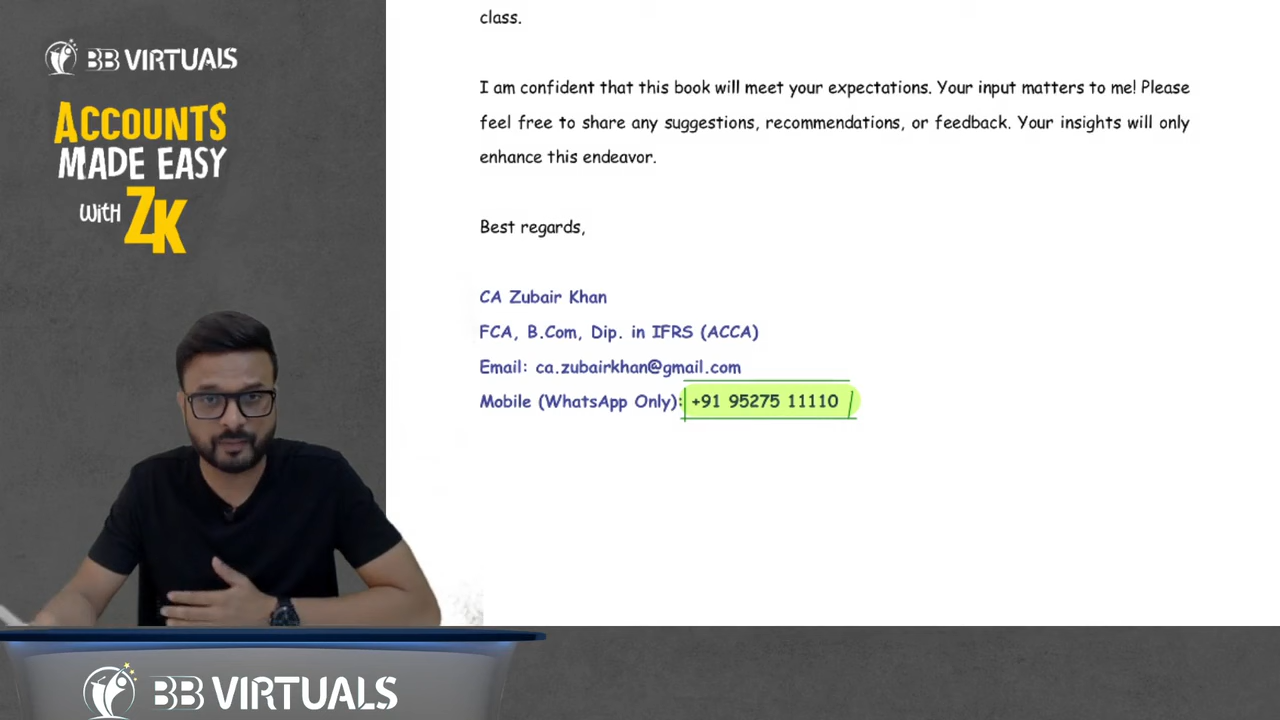 BB VIRTUALS
ACCOUNTS
MADE EASY
with ZK
class.
I am confident that this book will meet your expectations. Your input matters to me! Please
feel free to share any suggestions, recommendations, or feedback. Your insights will only
enhance this endeavor.
Best regards,
CA Zubair Khan
FCA, B.Com, Dip. in IFRS (ACCA)
Email: ca.zubairkhan@gmail.com
Mobile (WhatsApp Only): +91 95275 11110
BB VIRTUALS